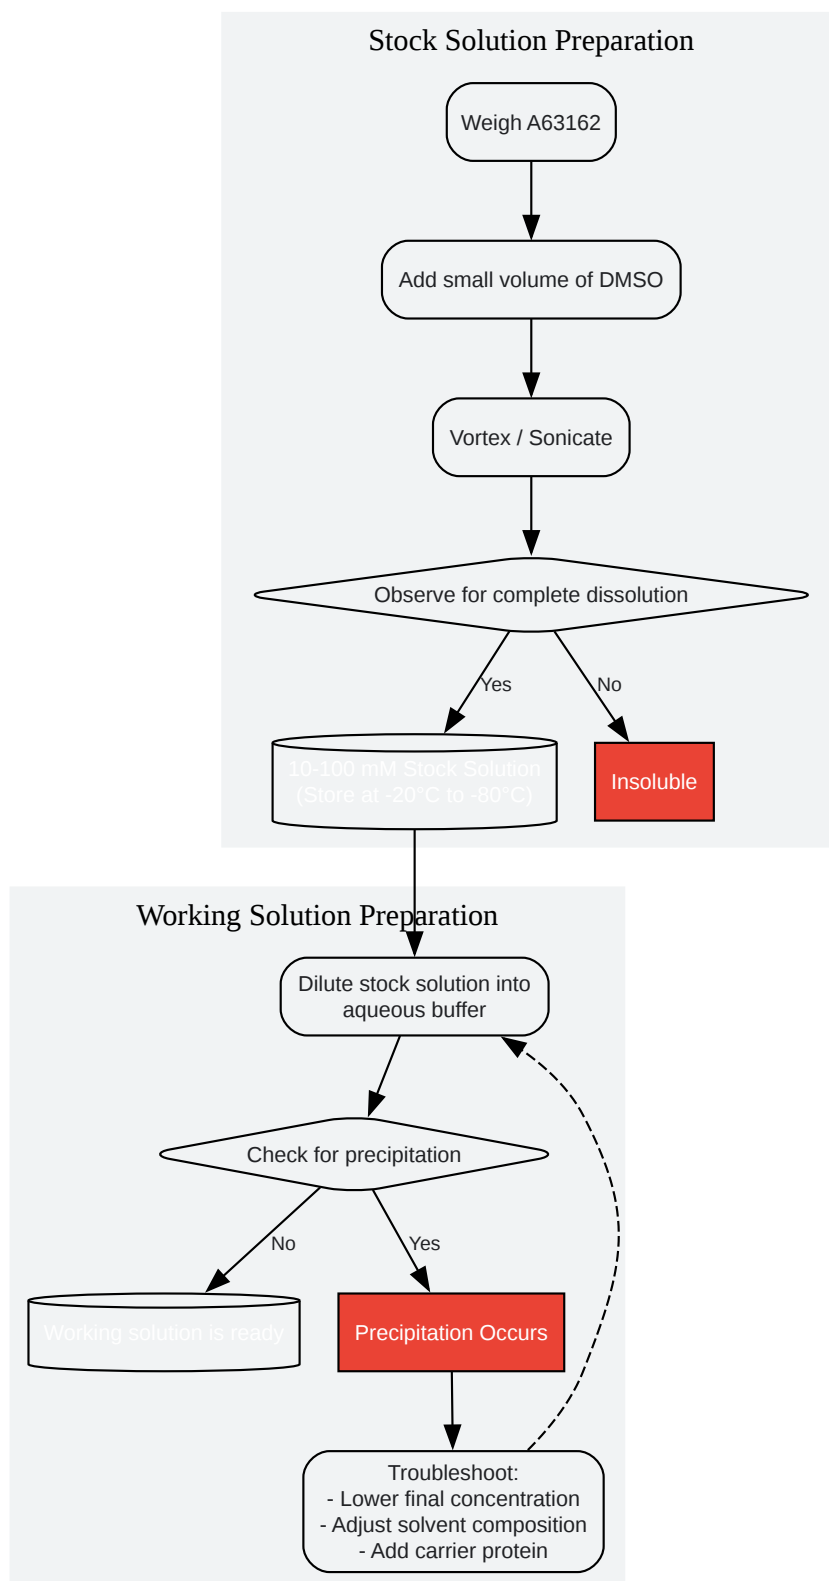 Stock Solution Preparation
Weigh A63162
Add small volume of DMSO
Vortex / Sonicate
Observe for complete dissolution
Yes
No
10-100 mM Stock Solution
(Store at -20°C to -80°C)
Insoluble
Working Solution Preparation
Dilute stock solution into
aqueous buffer
Check for precipitation
No
Yes
Working solution is ready
Precipitation Occurs
Troubleshoot:
- Lower final concentration
- Adjust solvent composition
- Add carrier protein